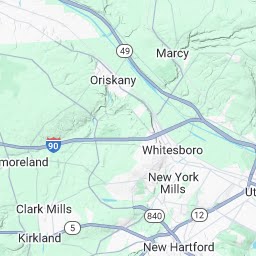 49
Marcy
Oriskany
90
Whitesboro
moreland
New York
Mills
Ut
Clark Mills
840
12
5
Kirkland
New Hartford